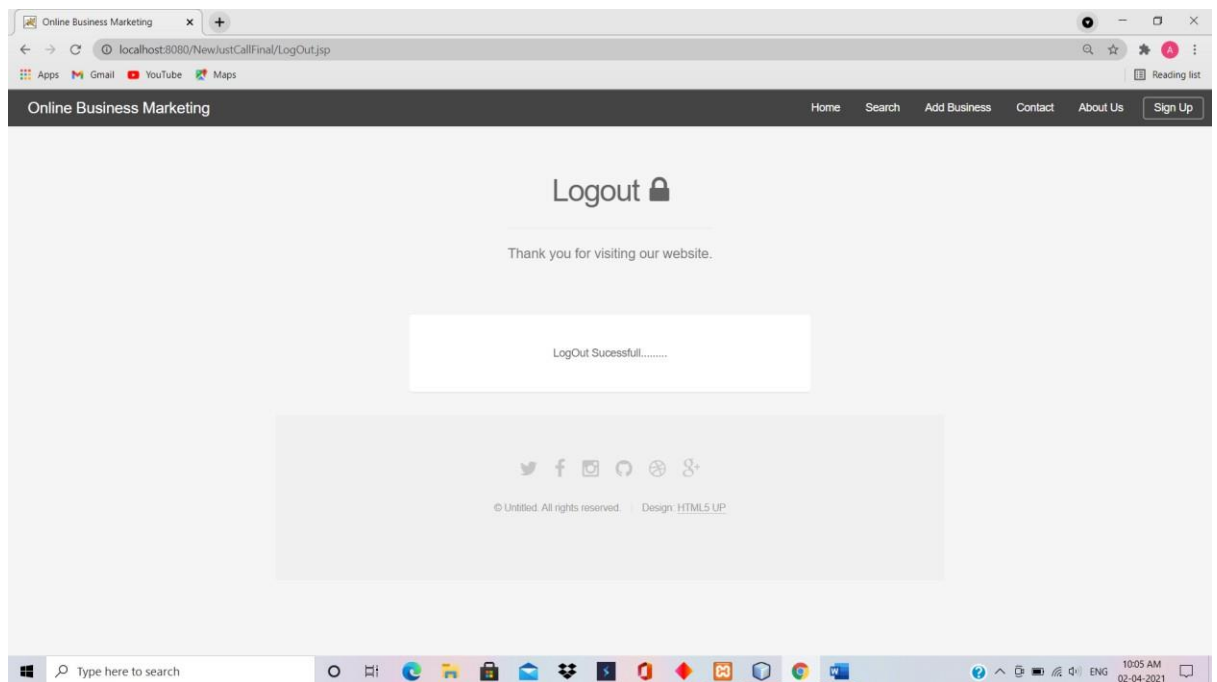 Online Business Marketing
localhost:8080/NewJustCallFinal/LogOut.jsp
A
Apps Gmail YouTube Maps Reading list
Online Business Marketing Home Search Add Business Contact About Us Sign Up
Logout
Thank you for visiting our website.
LogOut Sucessfull.........
© Untitled. All rights reserved. Design: HTML5 UP
Type here to search ENG 10:05 AM
02-04-2021